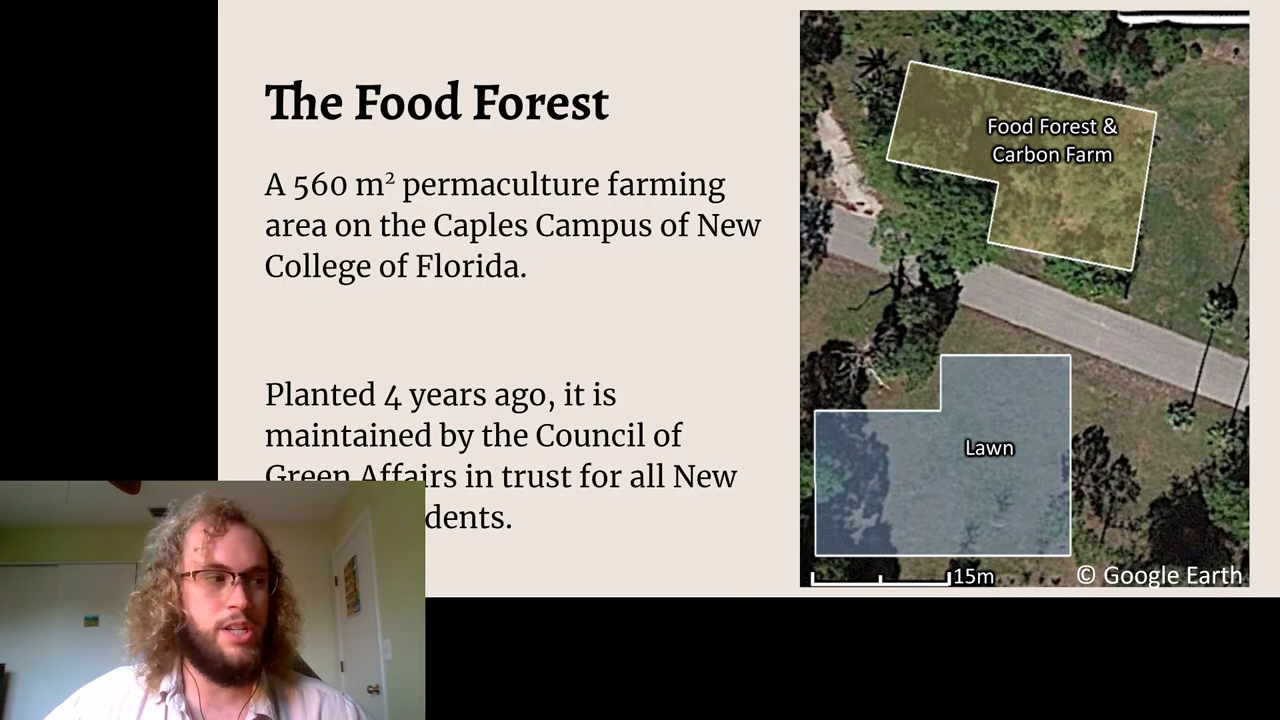 The Food Forest
A 560 m² permaculture farming
area on the Caples Campus of New
College of Florida.
Planted 4 years ago, it is
maintained by the Council of
Green Affairs in trust for all New
dents.
Food Forest &
Carbon Farm
Lawn
15m
© Google Earth